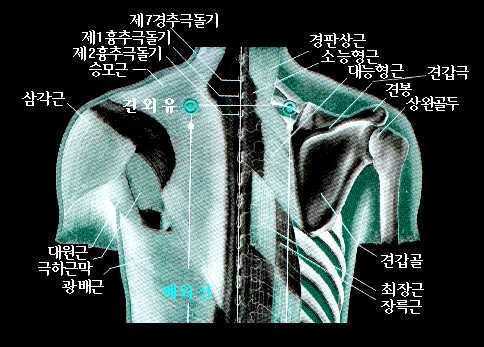 제7경추극돌기
제1흉추극돌기
제2흉추극돌기
승모근
견외유
삼각근
경판상근
소능형근
대능형근
견갑극
견봉
상완골두
대원근
극하근막
광배근
견갑골
최장근
장륵근